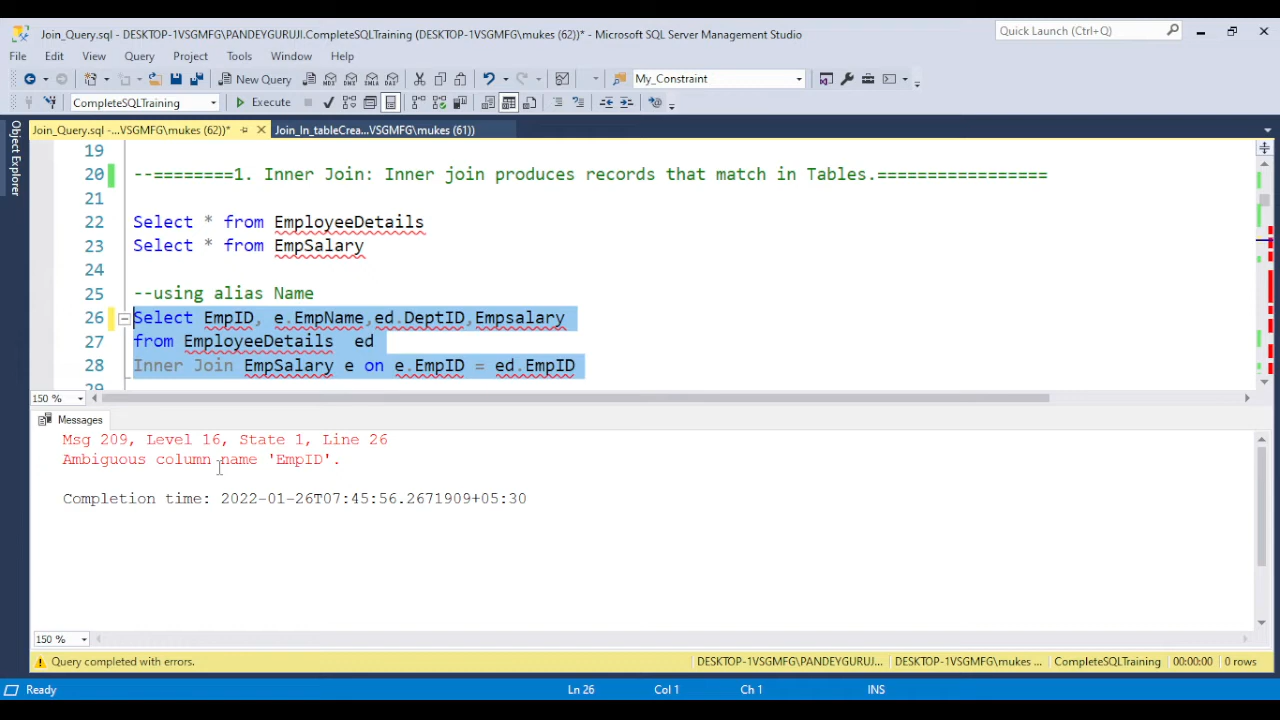 Join_Query.sql - DESKTOP-1VSGMFG\PANDEYGURUJI.CompleteSQLTraining (DESKTOP-1VSGMFG\mukes (62))* - Microsoft SQL Server Management Studio
Quick Launch (Ctrl+Q)
File Edit View Query Project Tools Window Help
New Query
My_Constraint
CompleteSQLTraining
Execute
Join_Query.sql -...VSGMFG\mukes (62))*
Join_In_tableCrea...VSGMFG\mukes (61))
Object Explorer
19
20 --========1. Inner Join: Inner join produces records that match in Tables.=================
21
22 Select * from EmployeeDetails
23 Select * from EmpSalary
24
25 --using alias Name
26 Select EmpID, e.EmpName,ed.DeptID,Empsalary
27 from EmployeeDetails  ed
28 Inner Join EmpSalary e on e.EmpID = ed.EmpID
29
150 %
Messages
Msg 209, Level 16, State 1, Line 26
Ambiguous column name 'EmpID'.
Completion time: 2022-01-26T07:45:56.2671909+05:30
150 %
Query completed with errors.
DESKTOP-1VSGMFG\PANDEYGURUJI...
DESKTOP-1VSGMFG\mukes ...
CompleteSQLTraining
00:00:00
0 rows
Ready
Ln 26
Col 1
Ch 1
INS